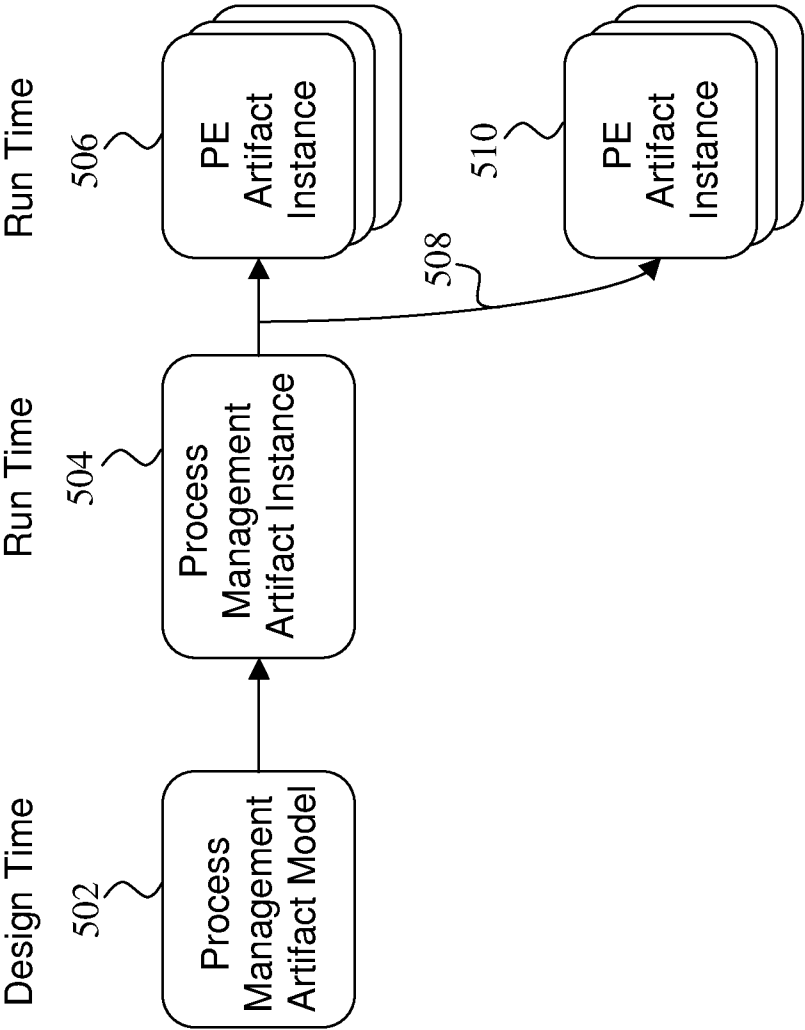 Design Time
Run Time
Run Time
502
504
506
Process
Management
Artifact Model
Process
Management
Artifact Instance
PE
Artifact
Instance
508
510
PE
Artifact
Instance